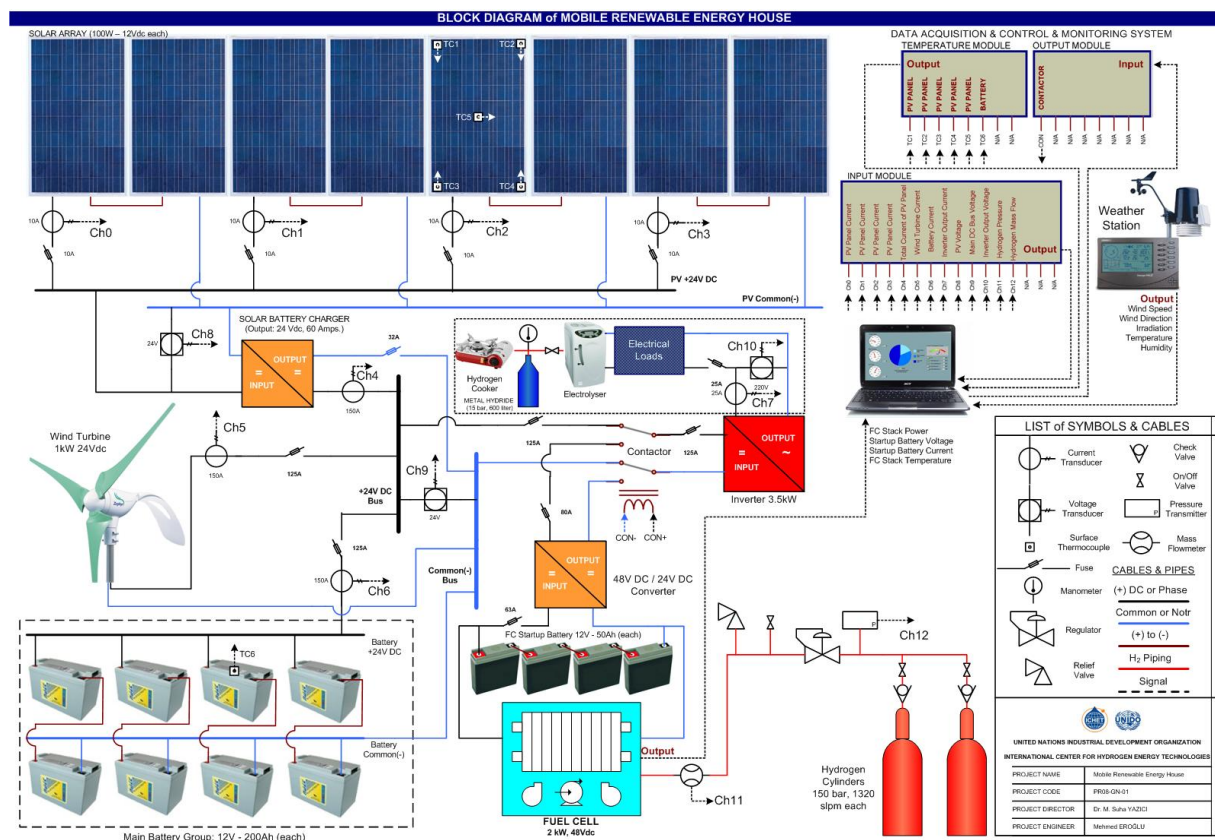 BLOCK DIAGRAM of MOBILE RENEWABLE ENERGY HOUSE
SOLAR ARRAY (100W – 12Vdc each)
TC1
TC2
TC5
TC3
TC4
10A
Ch0
10A
10A
Ch1
10A
10A
Ch2
10A
10A
Ch3
10A
PV +24V DC
PV Common(-)
DATA ACQUISITION & CONTROL & MONITORING SYSTEM
TEMPERATURE MODULE
Output
PV PANEL
PV PANEL
PV PANEL
PV PANEL
PV PANEL
BATTERY
TC1
TC2
TC3
TC4
TC5
TC6
N/A
N/A
OUTPUT MODULE
Input
CONTACTOR
CON
N/A
N/A
N/A
N/A
N/A
N/A
N/A
INPUT MODULE
PV Panel Current
PV Panel Current
PV Panel Current
PV Panel Current
Total Current of PV Panel
Wind Turbine Current
Battery Current
Inverter Output Current
PV Voltage
Main DC Bus Voltage
Inverter Output Voltage
Hydrogen Pressure
Hydrogen Mass Flow
Output
Ch0
Ch1
Ch2
Ch3
Ch4
Ch5
Ch6
Ch7
Ch8
Ch9
Ch10
Ch11
Ch12
N/A
N/A
N/A
Weather
Station
Output
Wind Speed
Wind Direction
Irradiation
Temperature
Humidity
SOLAR BATTERY CHARGER
(Output: 24 Vdc, 60 Amps.)
Ch8
24V
OUTPUT
=
=
INPUT
32A
Ch4
150A
Hydrogen
Cooker
METAL HYDRIDE
(15 bar, 600 liter)
Electrolyser
Electrical
Loads
Ch10
220V
25A
25A
Ch7
FC Stack Power
Startup Battery Voltage
Startup Battery Current
FC Stack Temperature
Wind Turbine
1kW 24Vdc
Ch5
150A
125A
Ch9
24V
+24V DC
Bus
125A
Contactor
125A
OUTPUT
=
~
INPUT
Inverter 3.5kW
CON-
CON+
80A
125A
150A
Ch6
Common(-)
Bus
OUTPUT
=
=
INPUT
48V DC / 24V DC
Converter
63A
FC Startup Battery 12V - 50Ah (each)
Battery
+24V DC
TC6
Battery
Common(-)
Main Battery Group: 12V - 200Ah (each)
Output
FUEL CELL
2 kW, 48Vdc
Ch11
P
Ch12
Hydrogen
Cylinders
150 bar, 1320
slpm each
LIST of SYMBOLS & CABLES
Current
Transducer
Check
Valve
On/Off
Valve
Voltage
Transducer
P
Pressure
Transmitter
Surface
Thermocouple
Mass
Flowmeter
Fuse
CABLES & PIPES
Manometer
(+) DC or Phase
Common or Notr
Regulator
(+) to (-)
H2 Piping
Relief
Valve
Signal
ICHET
UNIDO
UNITED NATIONS INDUSTRIAL DEVELOPMENT ORGANIZATION
INTERNATIONAL CENTER FOR HYDROGEN ENERGY TECHNOLOGIES
PROJECT NAME Mobile Renewable Energy House
PROJECT CODE PR08-GN-01
PROJECT DIRECTOR Dr. M. Suha YAZICI
PROJECT ENGINEER Mehmed EROĞLU